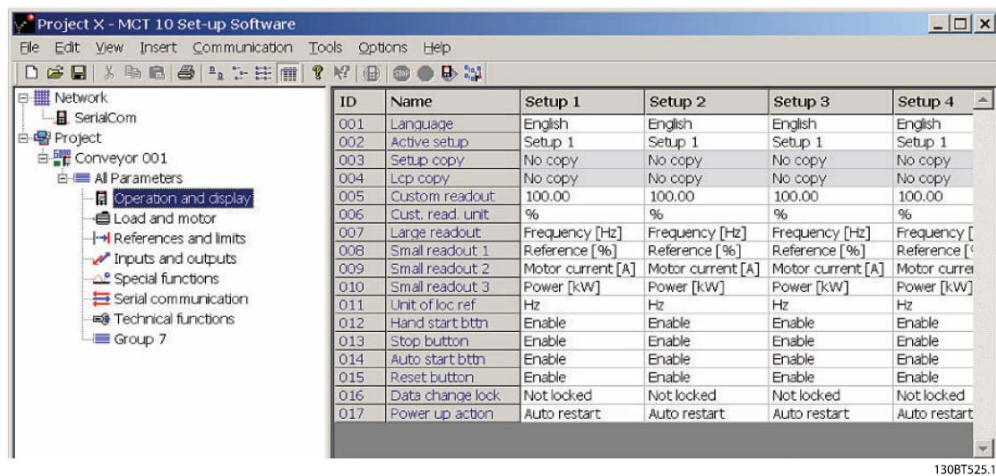 Project X - MCT 10 Set-up Software
File Edit View Insert Communication Tools Options Help
Network
SerialCom
Project
Conveyor 001
All Parameters
Operation and display
Load and motor
References and limits
Inputs and outputs
Special functions
Serial communication
Technical functions
Group 7
ID Name Setup 1 Setup 2 Setup 3 Setup 4
001 Language English English English English
002 Active setup Setup 1 Setup 1 Setup 1 Setup 1
003 Setup copy No copy No copy No copy No copy
004 Lcp copy No copy No copy No copy No copy
005 Custom readout 100.00 100.00 100.00 100.00
006 Cust. read. unit % % % %
007 Large readout Frequency [Hz] Frequency [Hz] Frequency [Hz] Frequency [
008 Small readout 1 Reference [%] Reference [%] Reference [%] Reference [
009 Small readout 2 Motor current [A] Motor current [A] Motor current [A] Motor curre
010 Small readout 3 Power [kW] Power [kW] Power [kW] Power [kW]
011 Unit of loc ref Hz Hz Hz Hz
012 Hand start bttn Enable Enable Enable Enable
013 Stop button Enable Enable Enable Enable
014 Auto start bttn Enable Enable Enable Enable
015 Reset button Enable Enable Enable Enable
016 Data change lock Not locked Not locked Not locked Not locked
017 Power up action Auto restart Auto restart Auto restart Auto restart
130BT525.1